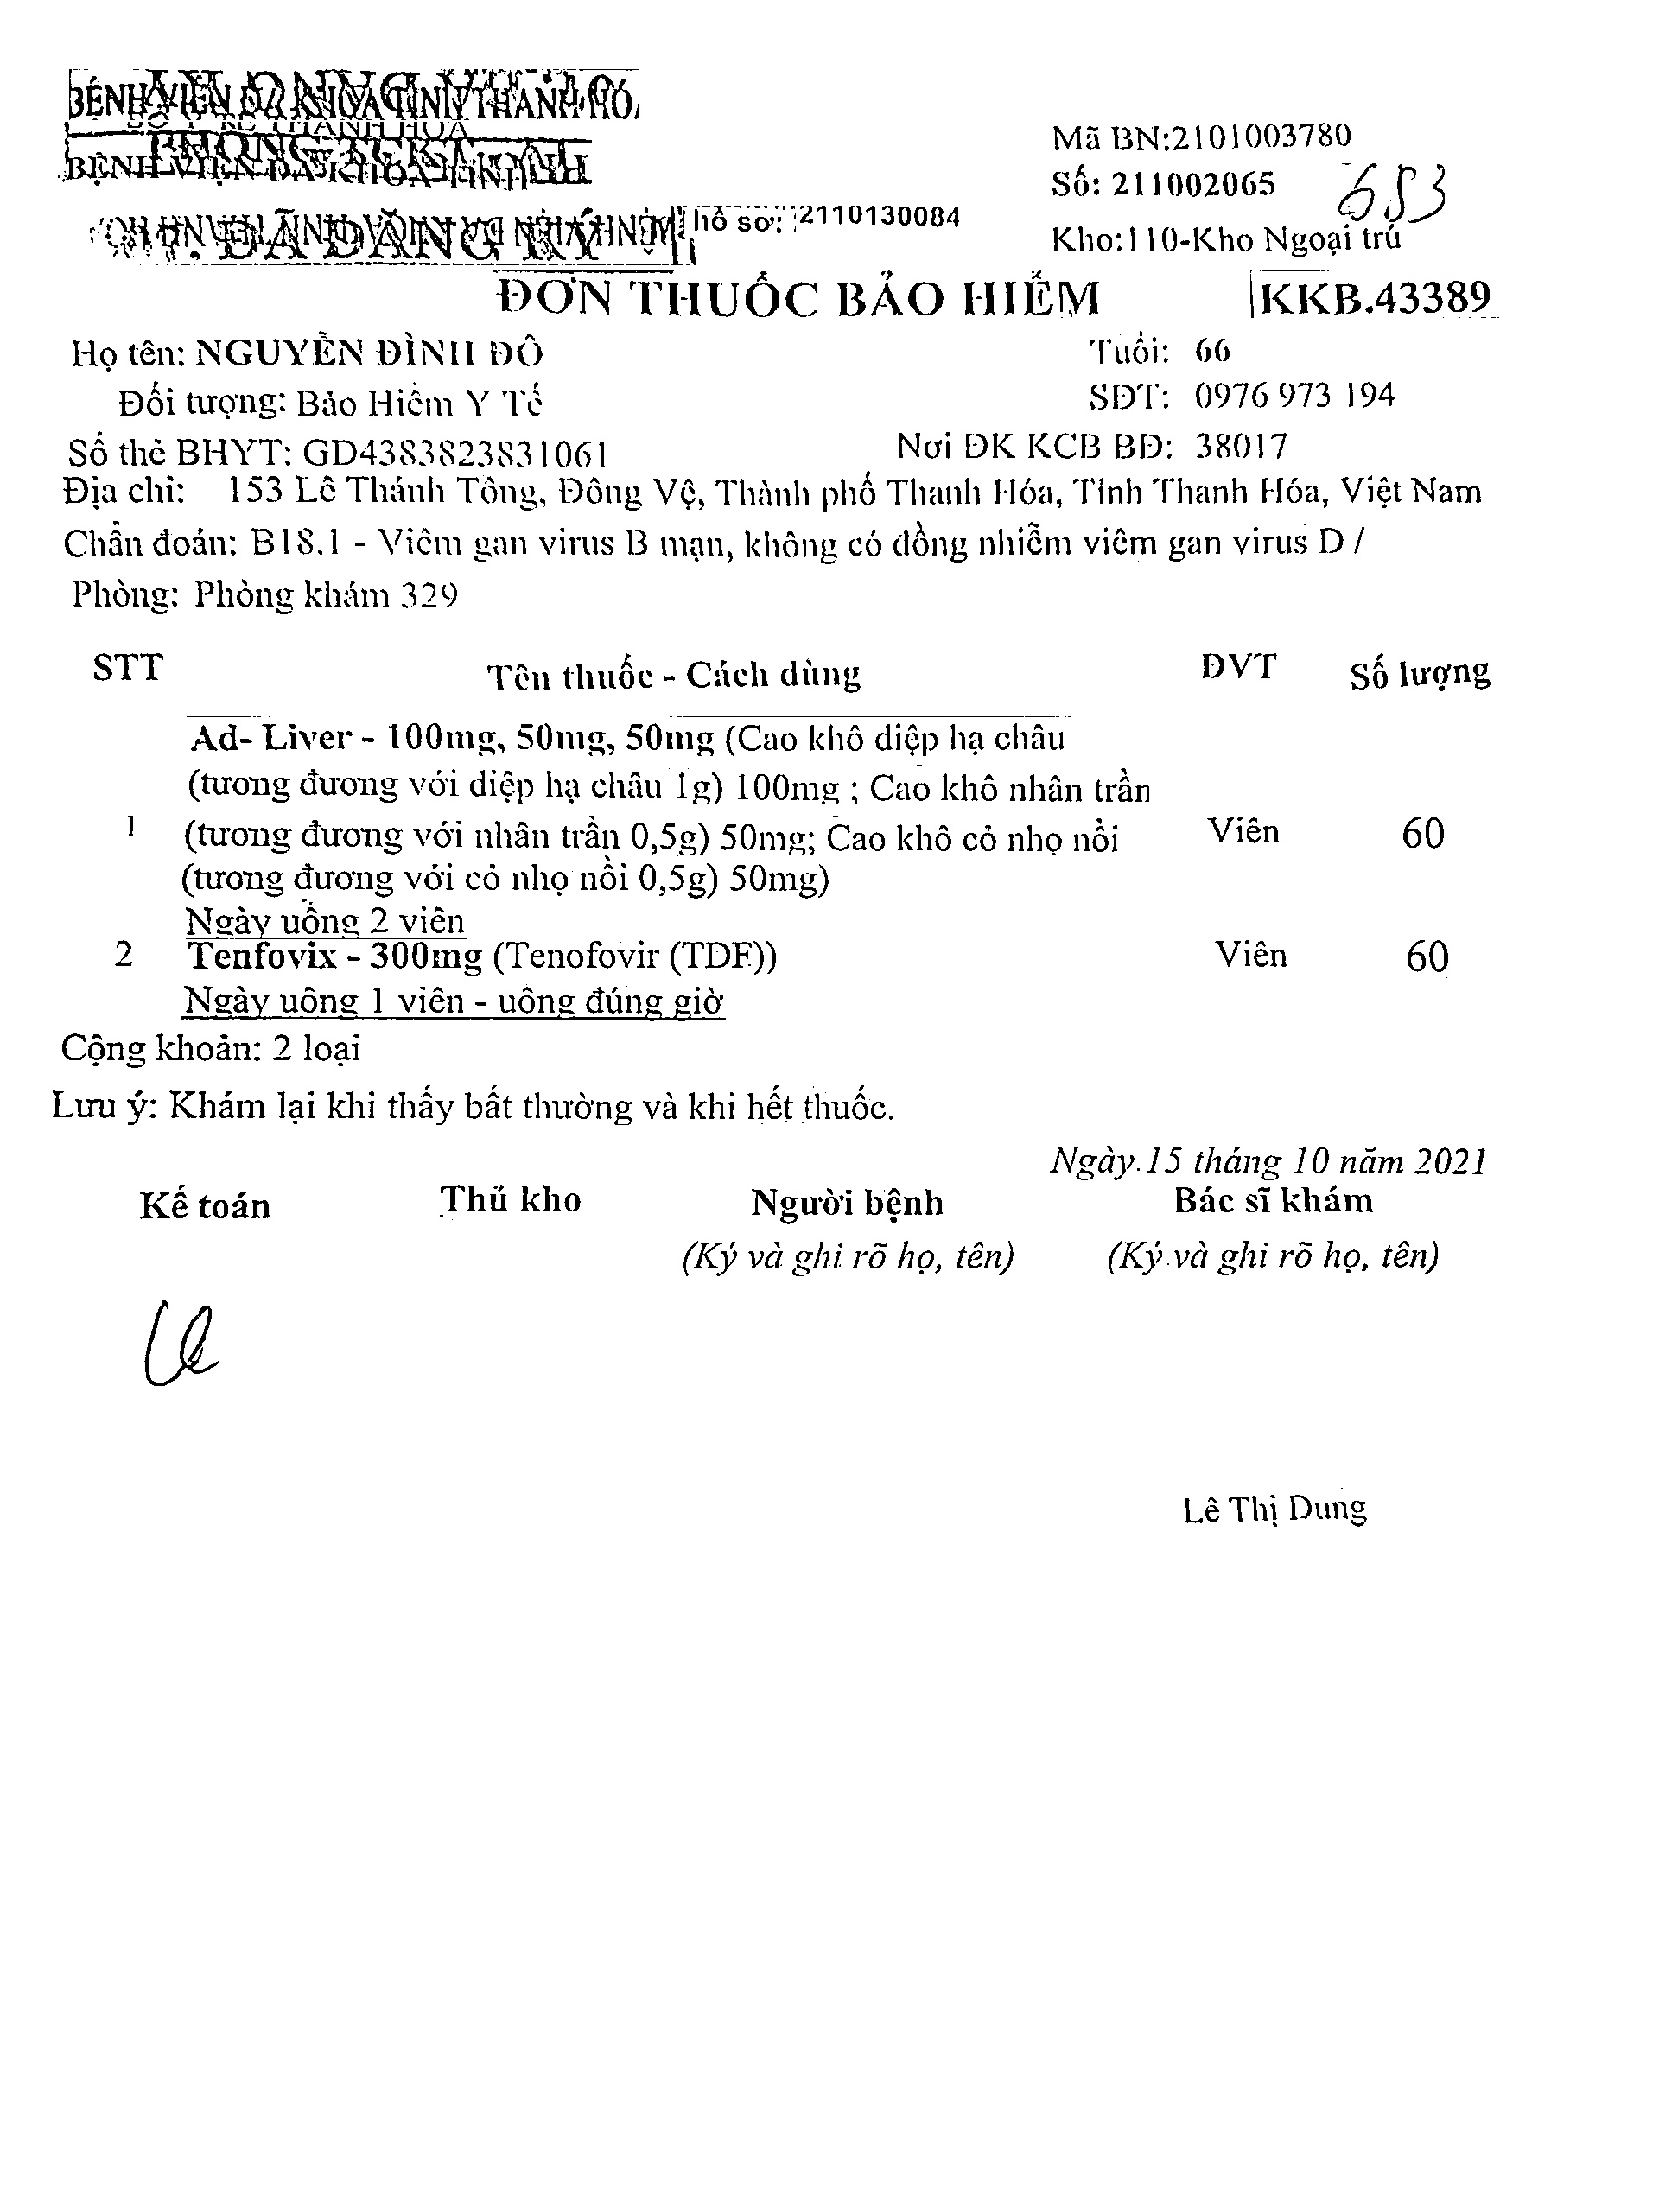 BỆNH VIỆN ĐA KHOA TỈNH THANH HÓA
SỞ Y TẾ THANH HÓA
PHÒNG TCKT
BỆNH VIỆN ĐA KHOA TỈNH
ĐÃ ĐĂNG KÝ
hồ sơ: 2110130084
Mã BN:2101003780
Số: 211002065
683
Kho:110-Kho Ngoại trú
ĐƠN THUỐC BẢO HIỂM
KKB.43389
Họ tên: NGUYỄN ĐÌNH ĐÔ Tuổi: 66
Đối tượng: Bảo Hiểm Y Tế SĐT: 0976 973 194
Số thẻ BHYT: GD4383823831061 Nơi ĐK KCB BĐ: 38017
Địa chỉ: 153 Lê Thánh Tông, Đông Vệ, Thành phố Thanh Hóa, Tỉnh Thanh Hóa, Việt Nam
Chẩn đoán: B18.1 - Viêm gan virus B mạn, không có đồng nhiễm viêm gan virus D /
Phòng: Phòng khám 329
STT Tên thuốc - Cách dùng ĐVT Số lượng
Ad- Liver - 100mg, 50mg, 50mg (Cao khô diệp hạ châu
(tương đương với diệp hạ châu 1g) 100mg ; Cao khô nhân trần
1 (tương đương với nhân trần 0,5g) 50mg; Cao khô cỏ nhọ nồi Viên 60
(tương đương với cỏ nhọ nồi 0,5g) 50mg)
Ngày uống 2 viên
2 Tenfovix - 300mg (Tenofovir (TDF)) Viên 60
Ngày uống 1 viên - uống đúng giờ
Cộng khoản: 2 loại
Lưu ý: Khám lại khi thấy bất thường và khi hết thuốc.
Ngày 15 tháng 10 năm 2021
Kế toán Thủ kho Người bệnh Bác sĩ khám
(Ký và ghi rõ họ, tên) (Ký và ghi rõ họ, tên)
Lê Thị Dung